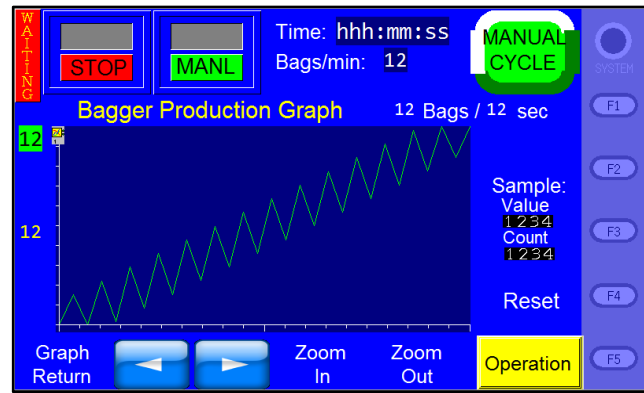 WAITING
STOP
MANL
Time: hhh:mm:ss
Bags/min: 12
MANUAL
CYCLE
SYSTEM
Bagger Production Graph
12 Bags / 12 sec
F1
12
F2
Sample:
Value
1234
Count
1234
12
F3
Reset
F4
Graph
Return
Zoom
In
Zoom
Out
Operation
F5